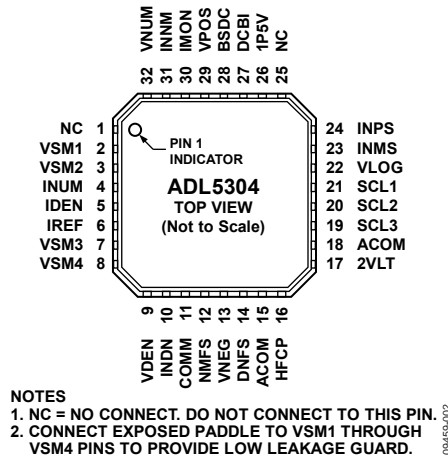 VNUM
INNM
IMON
VPOS
BSDC
DCBI
1P5V
NC
32
31
30
29
28
27
26
25
NC 1
VSM1 2
VSM2 3
INUM 4
IDEN 5
IREF 6
VSM3 7
VSM4 8
PIN 1
INDICATOR
ADL5304
TOP VIEW
(Not to Scale)
24 INPS
23 INMS
22 VLOG
21 SCL1
20 SCL2
19 SCL3
18 ACOM
17 2VLT
9
10
11
12
13
14
15
16
VDEN
INDN
COMM
NMFS
VNEG
DNFS
ACOM
HFCP
NOTES
1. NC = NO CONNECT. DO NOT CONNECT TO THIS PIN.
2. CONNECT EXPOSED PADDLE TO VSM1 THROUGH
VSM4 PINS TO PROVIDE LOW LEAKAGE GUARD.
09459-002